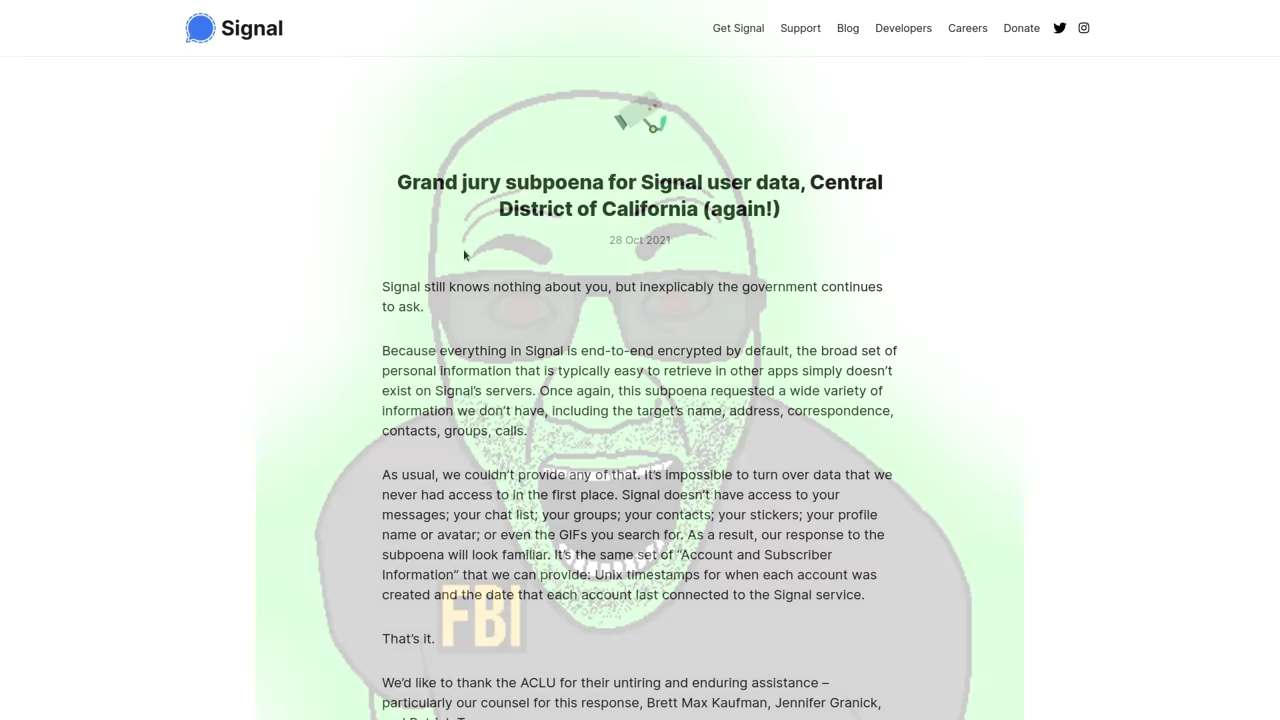 Signal
Get Signal Support Blog Developers Careers Donate
Grand jury subpoena for Signal user data, Central
District of California (again!)
28 Oct 2021
Signal still knows nothing about you, but inexplicably the government continues
to ask.
Because everything in Signal is end-to-end encrypted by default, the broad set of
personal information that is typically easy to retrieve in other apps simply doesn’t
exist on Signal’s servers. Once again, this subpoena requested a wide variety of
information we don’t have, including the target’s name, address, correspondence,
contacts, groups, calls.
As usual, we couldn’t provide any of that. It’s impossible to turn over data that we
never had access to in the first place. Signal doesn’t have access to your
messages; your chat list; your groups; your contacts; your stickers; your profile
name or avatar; or even the GIFs you search for. As a result, our response to the
subpoena will look familiar. It’s the same set of “Account and Subscriber
Information” that we can provide: Unix timestamps for when each account was
created and the date that each account last connected to the Signal service.
FBI
That’s it.
We’d like to thank the ACLU for their untiring and enduring assistance –
particularly our counsel for this response, Brett Max Kaufman, Jennifer Granick,